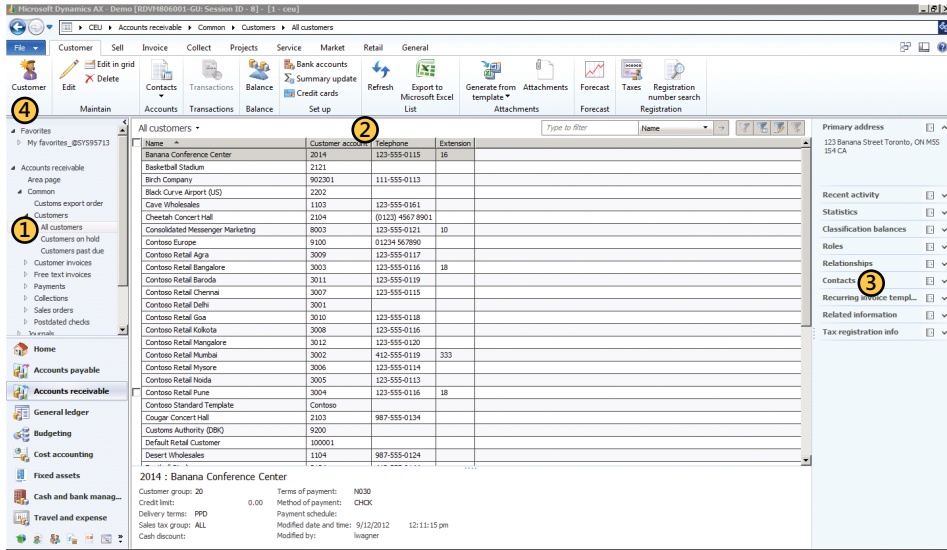 Microsoft Dynamics AX - Demo [RDVM806001-GU: Session ID - 8] - [1 - ceu]
CEU ▸ Accounts receivable ▸ Common ▸ Customers ▸ All customers
File Customer Sell Invoice Collect Projects Service Market Retail General
Customer
Edit
Edit in grid
Delete
Maintain
Contacts
Accounts
Transactions
Transactions
Balance
Balance
Bank accounts
Summary update
Credit cards
Set up
Refresh
Export to
Microsoft Excel
List
Generate from
template
Attachments
Attachments
Forecast
Forecast
Taxes
Registration
number search
Registration
4
Favorites
My favorites_@SYS95713
Accounts receivable
Area page
Common
Customs export order
Customers
1
All customers
Customers on hold
Customers past due
Customer invoices
Free text invoices
Payments
Collections
Sales orders
Postdated checks
Journals
Home
Accounts payable
Accounts receivable
General ledger
Budgeting
Cost accounting
Fixed assets
Cash and bank manag...
Travel and expense
All customers
2
Type to filter
Name
Name Customer account Telephone Extension
Banana Conference Center 2014 123-555-0115 16
Basketball Stadium 2121
Birch Company 902301 111-555-0113
Black Curve Airport (US) 2202
Cave Wholesales 1103 123-555-0161
Cheetah Concert Hall 2104 (0123) 4567 8901
Consolidated Messenger Marketing 8003 123-555-0121 10
Contoso Europe 9100 01234 567890
Contoso Retail Agra 3009 123-555-0117
Contoso Retail Bangalore 3003 123-555-0116 18
Contoso Retail Baroda 3011 123-555-0119
Contoso Retail Chennai 3007 123-555-0115
Contoso Retail Delhi 3001
Contoso Retail Goa 3010 123-555-0118
Contoso Retail Kolkota 3008 123-555-0116
Contoso Retail Mangalore 3012 123-555-0120
Contoso Retail Mumbai 3002 412-555-0119 333
Contoso Retail Mysore 3006 123-555-0114
Contoso Retail Noida 3005 123-555-0113
Contoso Retail Pune 3004 123-555-0116 18
Contoso Standard Template Contoso
Cougar Concert Hall 2103 987-555-0134
Customs Authority (DBK) 9200
Default Retail Customer 100001
Desert Wholesales 1104 987-555-0124
2014 : Banana Conference Center
Customer group: 20 Terms of payment: N030
Credit limit: 0.00 Method of payment: CHCK
Delivery terms: PPD Payment schedule:
Sales tax group: ALL Modified date and time: 9/12/2012 12:11:15 pm
Cash discount: Modified by: lwagner
Primary address
123 Banana Street Toronto, ON M5S
1S4 CA
Recent activity
Statistics
Classification balances
Roles
Relationships
Contacts
3
Recurring invoice templ...
Related information
Tax registration info